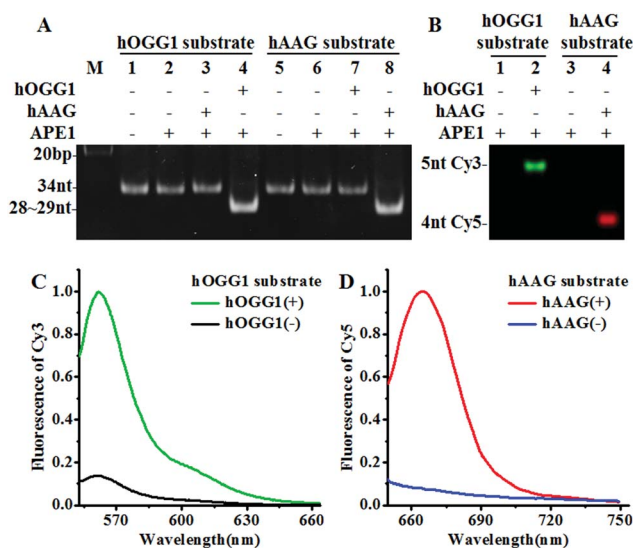 A
hOGG1 substrate hAAG substrate
M 1 2 3 4 5 6 7 8
hOGG1 - - - + - - - -
hAAG - - + - - - - +
APE1 - + + + - + + +
20bp-
34nt-
28~29nt-
B
hOGG1 hAAG
substrate substrate
1 2 3 4
hOGG1 - + - -
hAAG - - - +
APE1 + + + +
5nt Cy3-
4nt Cy5-
C
hOGG1 substrate
hOGG1(+)
hOGG1(-)
Fluorescence of Cy3
1.0
0.8
0.6
0.4
0.2
0.0
570 600 630 660
Wavelength(nm)
D
hAAG substrate
hAAG(+)
hAAG(-)
Fluorescence of Cy5
1.0
0.8
0.6
0.4
0.2
0.0
660 690 720 750
Wavelength(nm)